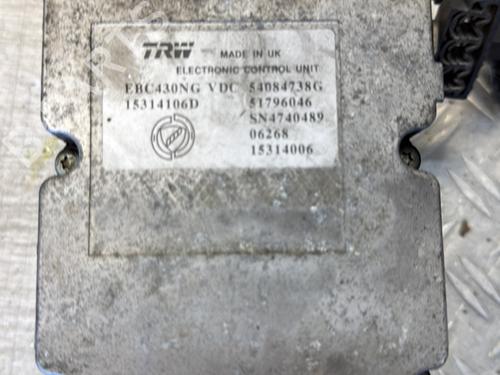 TRW MADE IN UK
ELECTRONIC CONTROL UNIT
EBC430NG VDC 54084738G
15314106D 51796046
SN4740489
06268
15314006